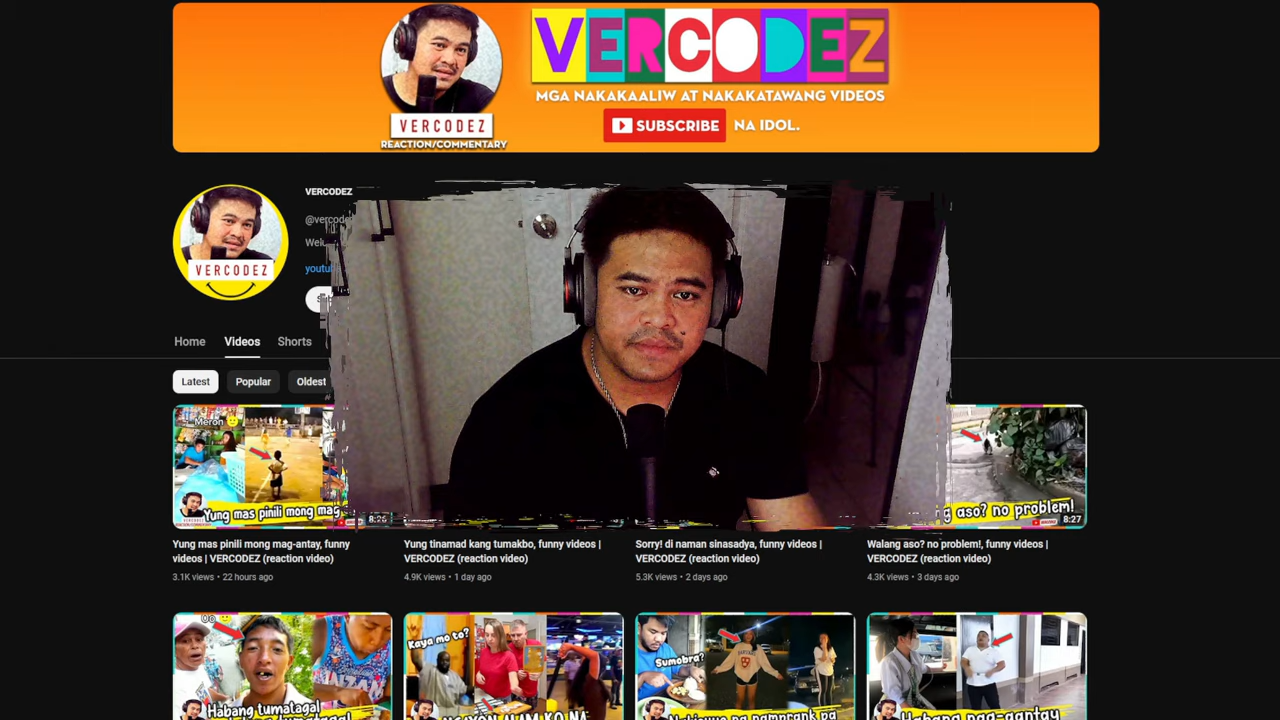 VERCODEZ
MGA NAKAKAALIW AT NAKAKATAWANG VIDEOS
SUBSCRIBE NA IDOL.
VERCODEZ
REACTION/COMMENTARY
VERCODEZ
VERCODEZ
Home Videos Shorts
Latest Popular Oldest
Meron
Yung mas pinili mong mag
8:26
aso? no problem!
8:27
Yung mas pinili mong mag-antay, funny
videos | VERCODEZ (reaction video)
3.1K views • 22 hours ago
Yung tinamad kang tumakbo, funny videos |
VERCODEZ (reaction video)
4.9K views • 1 day ago
Sorry! di naman sinasadya, funny videos |
VERCODEZ (reaction video)
5.3K views • 2 days ago
Walang aso? no problem!, funny videos |
VERCODEZ (reaction video)
4.3K views • 3 days ago
Habang tumatagal
Kaya mo to?
NGAYON ALAM KO NA
Sumobra?
Habang nag-aantay